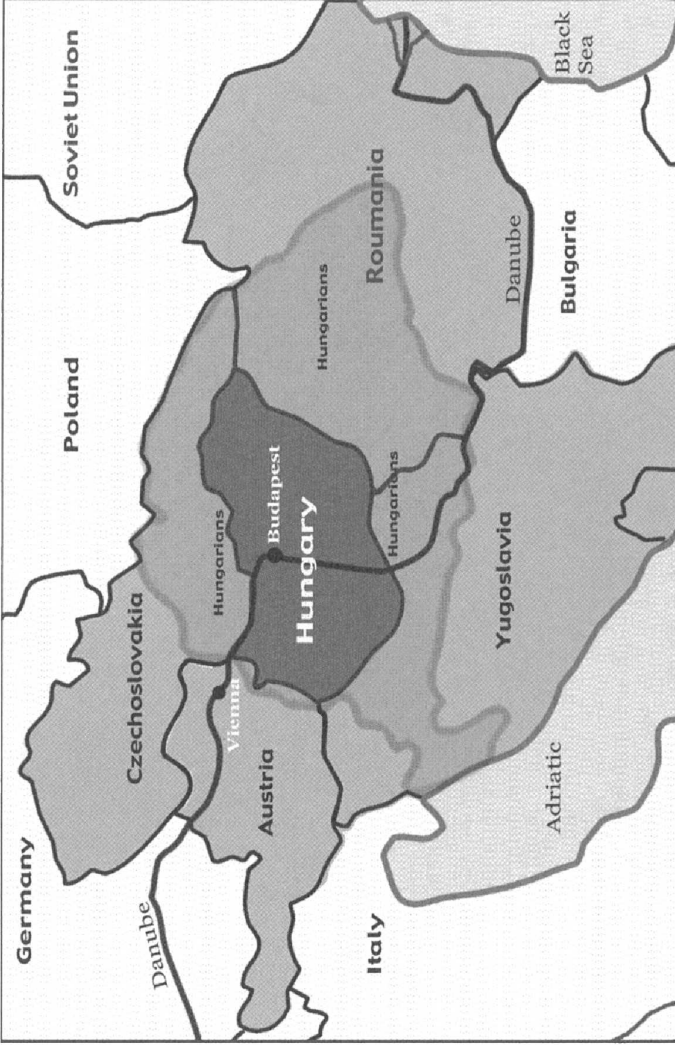 Germany
Poland
Soviet Union
Czechoslovakia
Danube
Hungarians
Vienna
Austria
Budapest
Hungary
Hungarians
Italy
Roumania
Hungarians
Yugoslavia
Danube
Adriatic
Bulgaria
Black
Sea